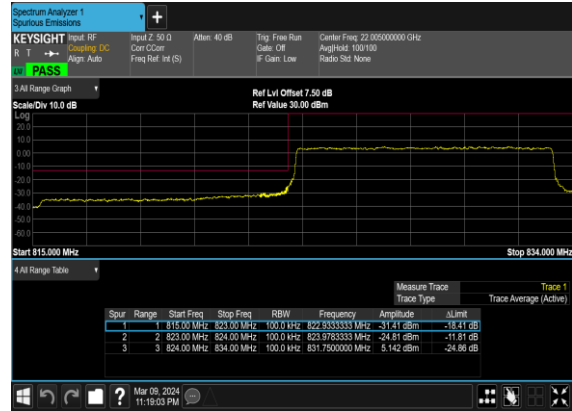 Spectrum Analyzer 1
Spurious Emissions
+
KEYSIGHT Input: RF Input Z: 50 Ω Atten: 40 dB Trig: Free Run Center Freq: 22.005000000 GHz
R T Coupling: DC Corr CCorr Gate: Off Avg|Hold: 100/100
Align: Auto Freq Ref: Int (S) IF Gain: Low Radio Std: None
LM PASS
3 All Range Graph
Ref Lvl Offset 7.50 dB
Scale/Div 10.0 dB Ref Value 30.00 dBm
Log
20.0
10.0
0.00
-10.0
-20.0
-30.0
-40.0
-50.0
-60.0
Start 815.000 MHz Stop 834.000 MHz
4 All Range Table
Measure Trace Trace 1
Trace Type Trace Average (Active)
Spur Range Start Freq Stop Freq RBW Frequency Amplitude ΔLimit
1 1 815.00 MHz 823.00 MHz 100.0 kHz 822.9333333 MHz -31.41 dBm -18.41 dB
2 2 823.00 MHz 824.00 MHz 100.0 kHz 823.9783333 MHz -24.81 dBm -11.81 dB
3 3 824.00 MHz 834.00 MHz 100.0 kHz 831.7500000 MHz 5.142 dBm -24.86 dB
? Mar 09, 2024
11:19:03 PM